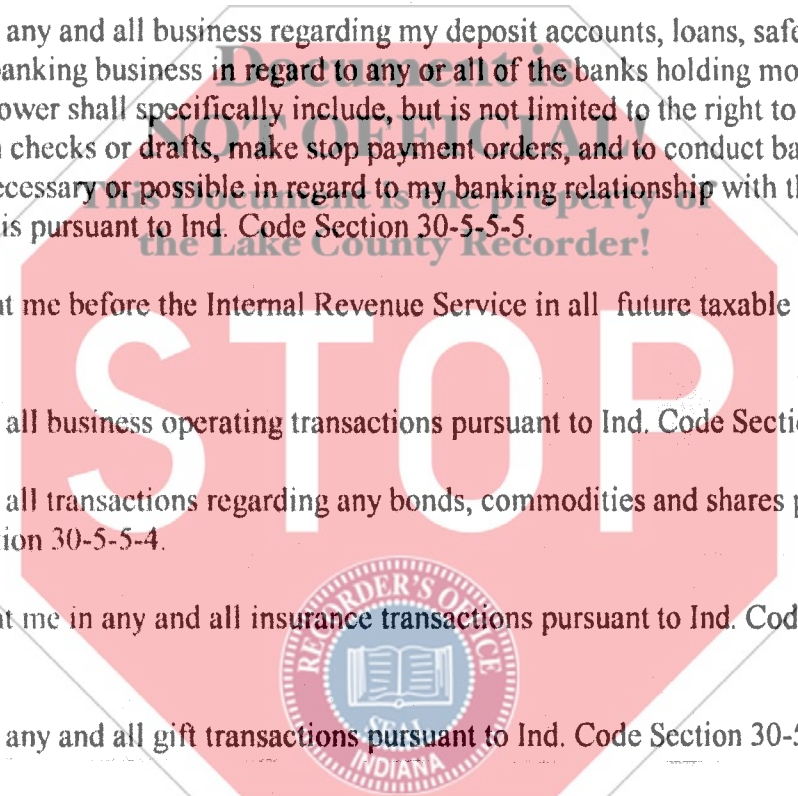 any and all business regarding my deposit accounts, loans, safe
Document is
banking business in regard to any or all of the banks holding mo
ower shall specifically include, but is not limited to the right to
NOT OFFICIAL!
checks or drafts, make stop payment orders, and to conduct ba
ecessary or possible in regard to my banking relationship with th
This Document is the Property of
is pursuant to Ind. Code Section 30-5-5-5.
the Lake County Recorder!
t me before the Internal Revenue Service in all future taxable
STOP
all business operating transactions pursuant to Ind. Code Secti
all transactions regarding any bonds, commodities and shares p
ion 30-5-5-4.
RECORDER'S OFFICE
t me in any and all insurance transactions pursuant to Ind. Cod
SEAL
any and all gift transactions pursuant to Ind. Code Section 30-5
INDIANA